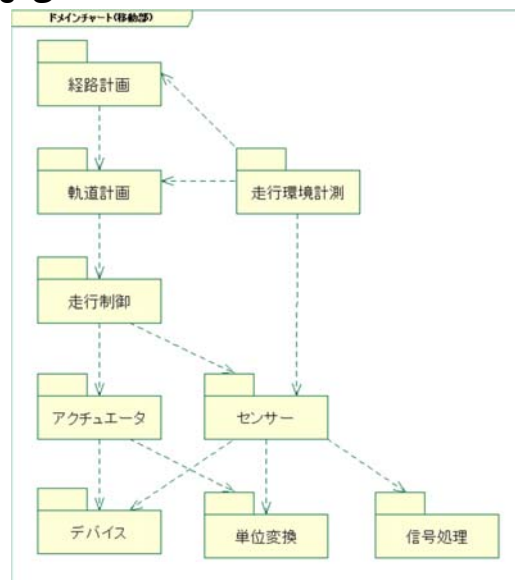 ドメインチャート(移動部)
経路計画
軌道計画
走行環境計測
走行制御
アクチュエータ
センサー
デバイス
単位変換
信号処理